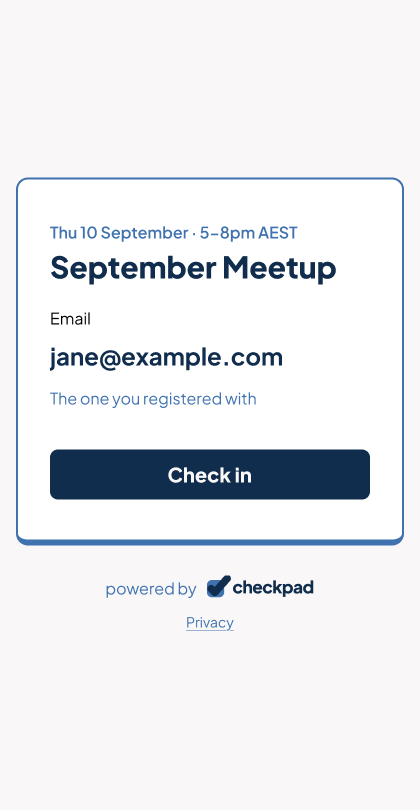 Thu 10 September · 5–8pm AEST
September Meetup
Email
jane@example.com
The one you registered with
Check in
powered by checkpad
Privacy